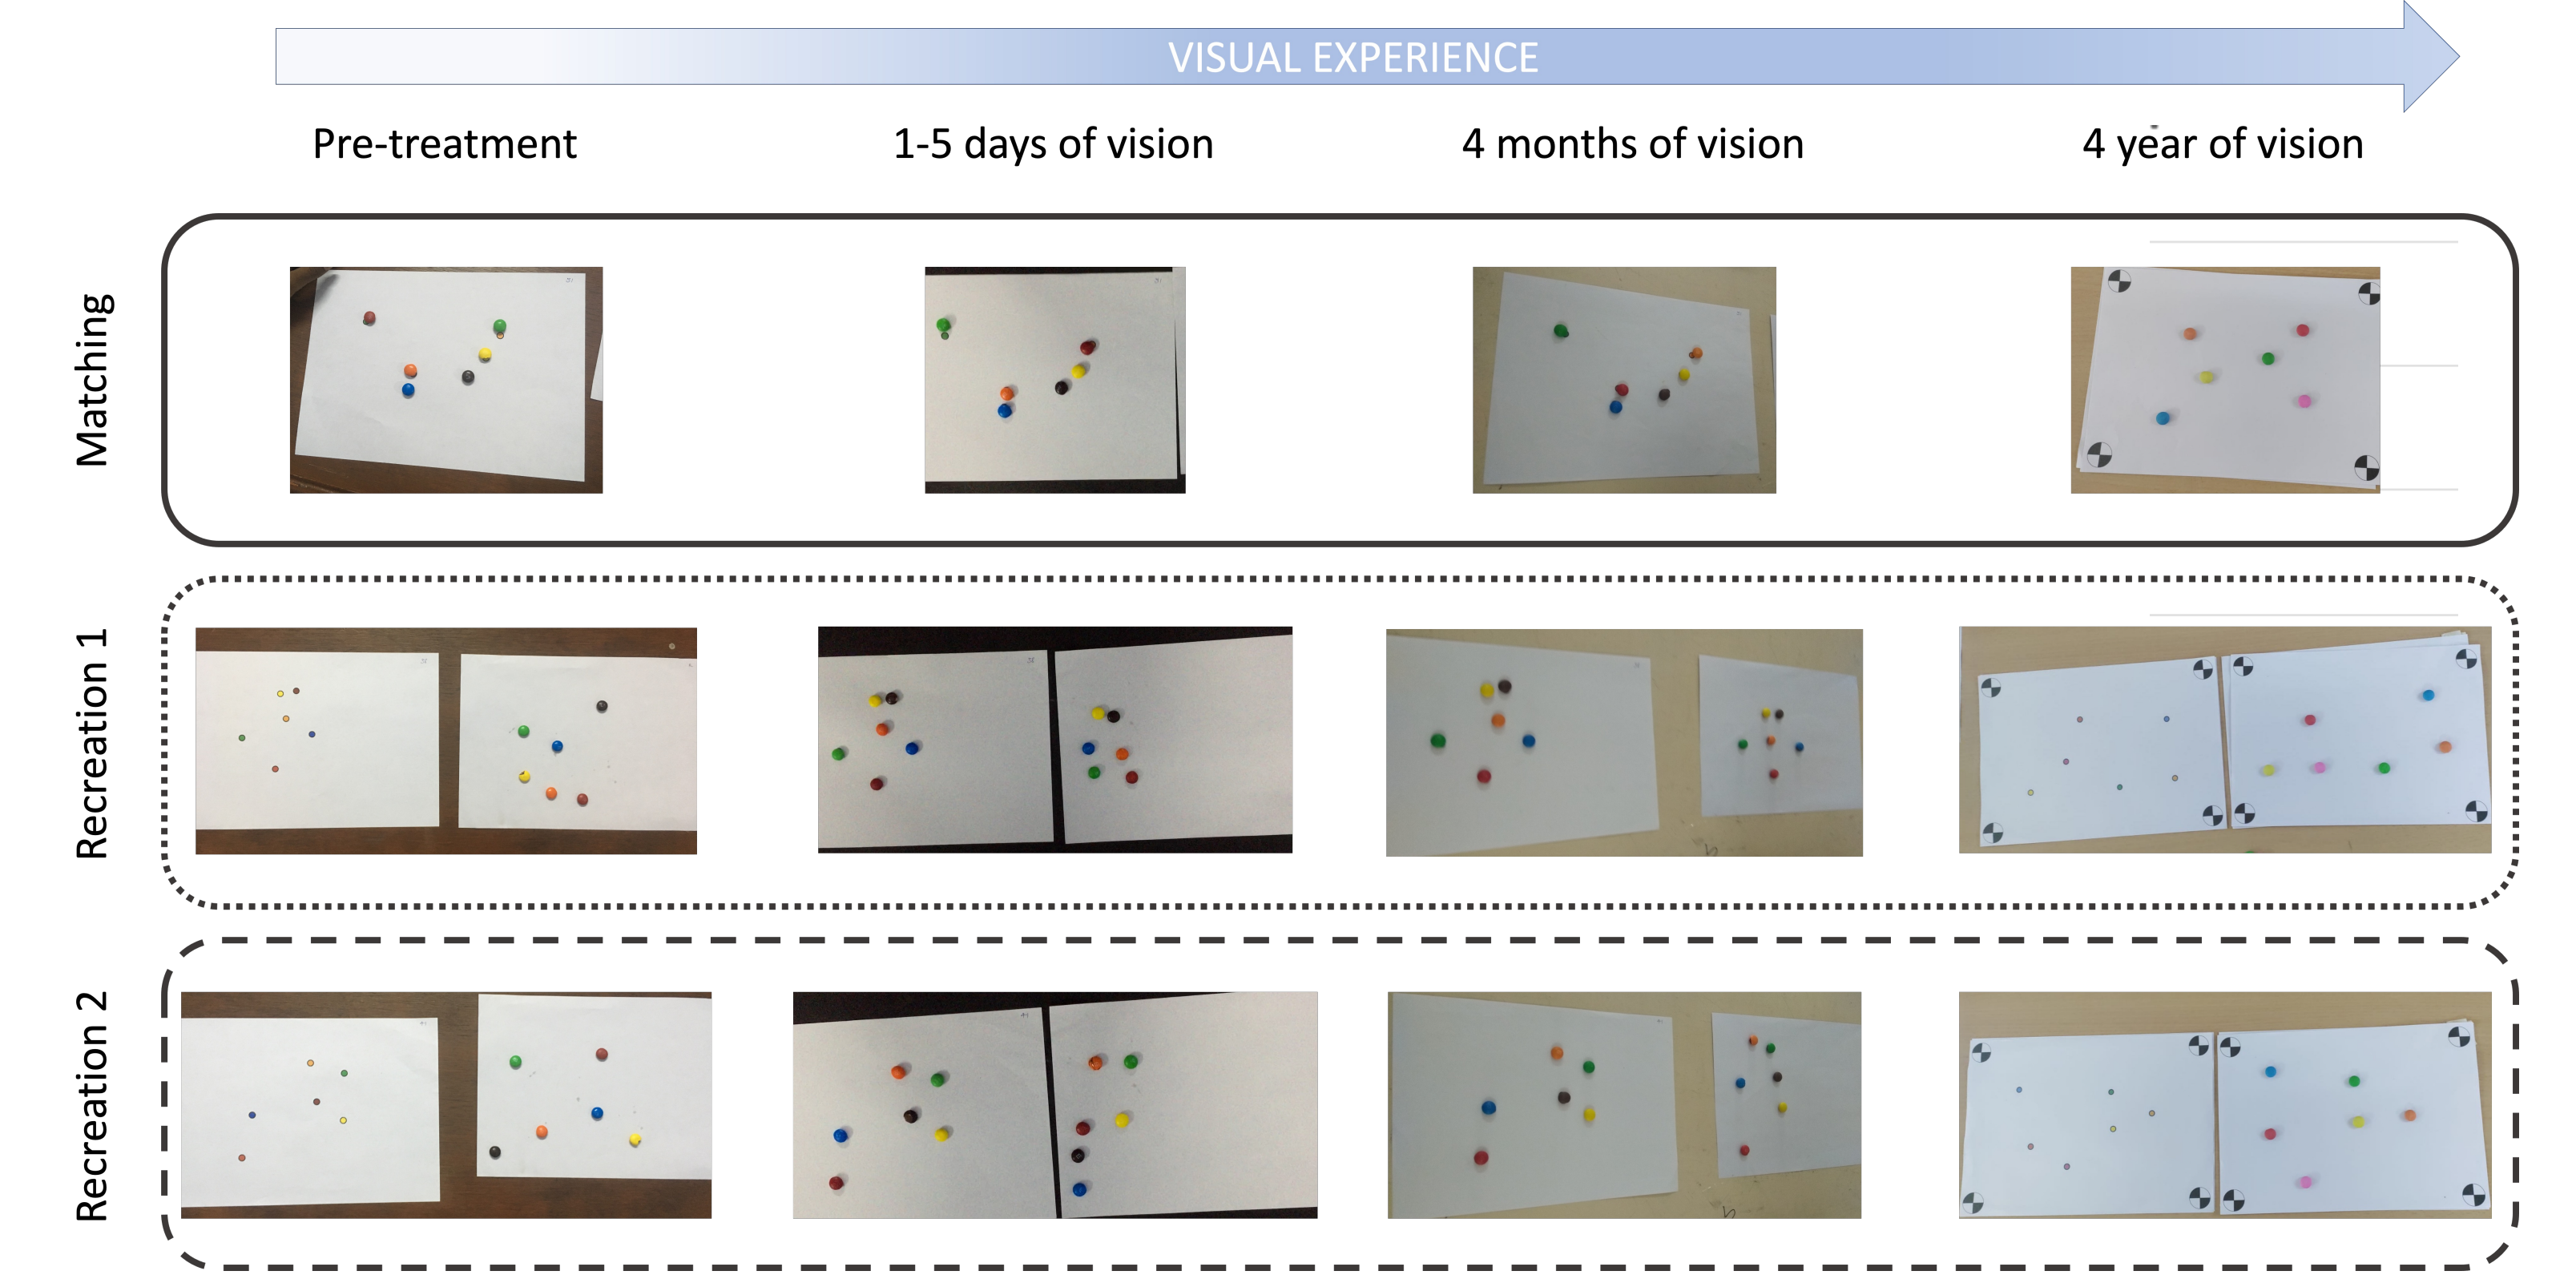 VISUAL EXPERIENCE
Pre-treatment
1-5 days of vision
4 months of vision
4 year of vision
Matching
Recreation 1
Recreation 2